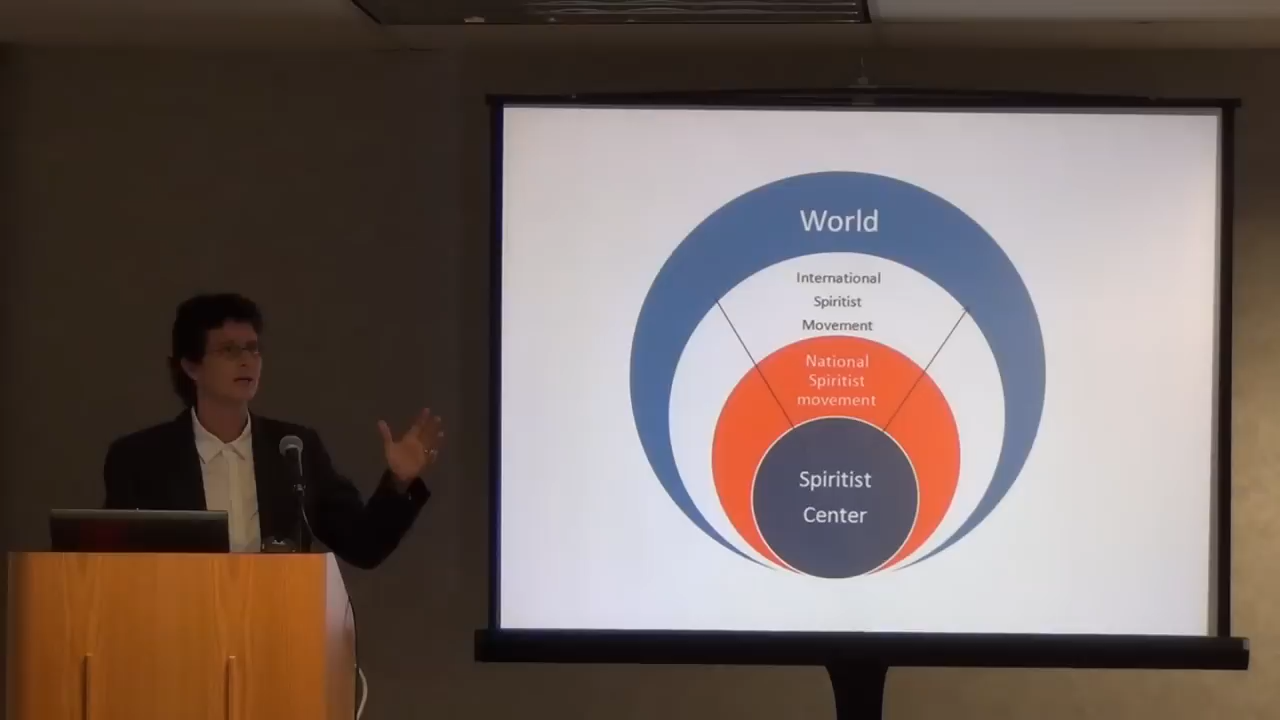 World
International
Spiritist
Movement
National
Spiritist
movement
Spiritist
Center